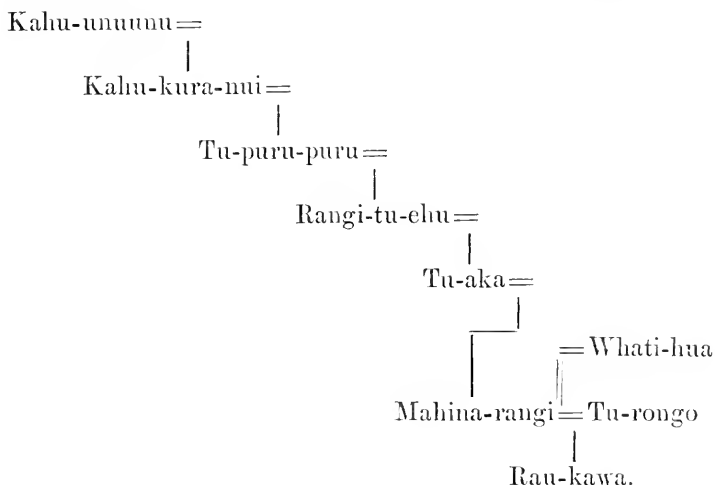 Kahu-unuunu=
Kahu-kura-nui=
Tu-puru-puru=
Rangi-tu-ehu=
Tu-aka=
=Whati-hua
Mahina-rangi=Tu-rongo
Rau-kawa.